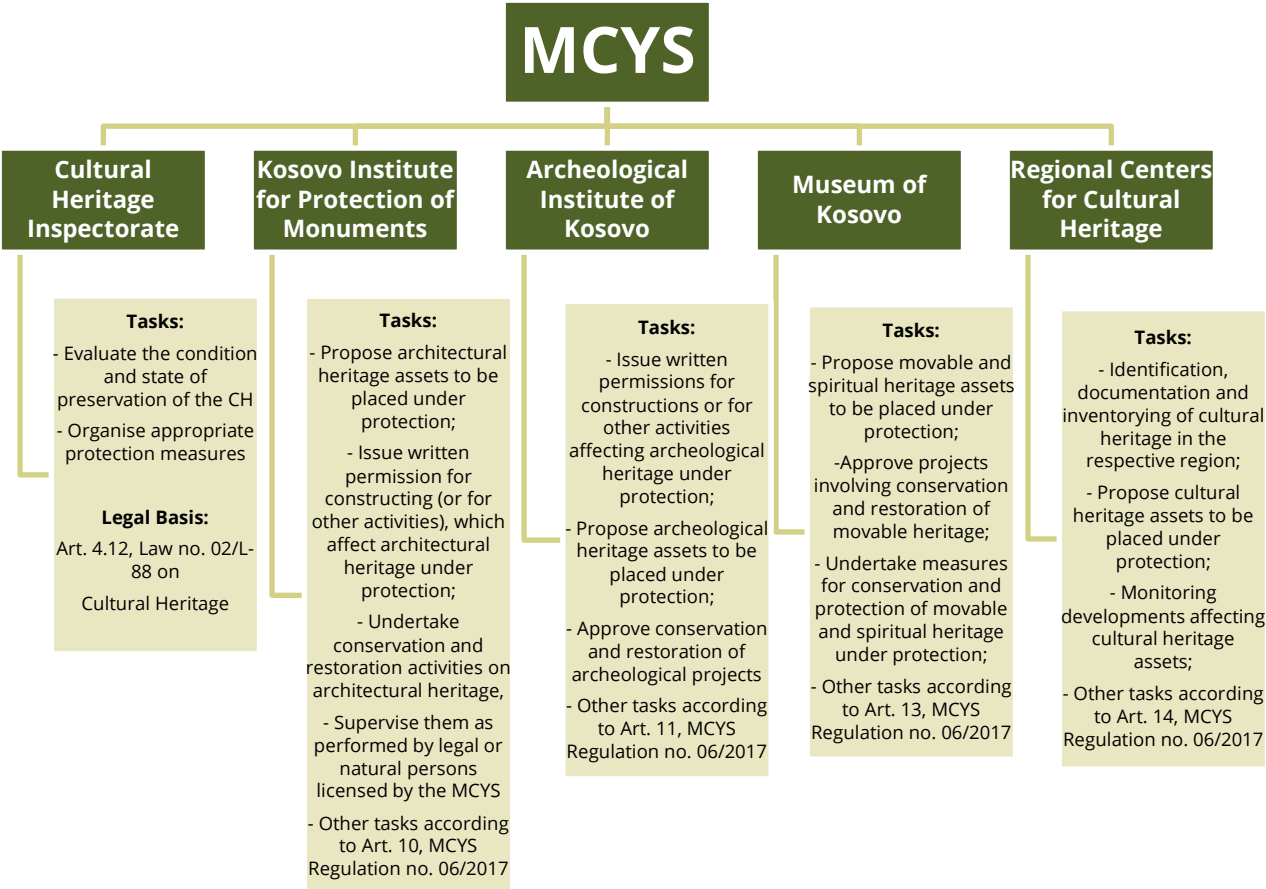 MCYS
Cultural
Heritage
Inspectorate
Kosovo Institute
for Protection of
Monuments
Archeological
Institute of
Kosovo
Museum of
Kosovo
Regional Centers
for Cultural
Heritage
Tasks:
- Evaluate the condition
and state of
preservation of the CH
- Organise appropriate
protection measures
Legal Basis:
Art. 4.12, Law no. 02/L-
88 on
Cultural Heritage
Tasks:
- Propose architectural
heritage assets to be
placed under
protection;
- Issue written
permission for
constructing (or for
other activities), which
affect architectural
heritage under
protection;
- Undertake
conservation and
restoration activities on
architectural heritage,
- Supervise them as
performed by legal or
natural persons
licensed by the MCYS
- Other tasks according
to Art. 10, MCYS
Regulation no. 06/2017
Tasks:
- Issue written
permissions for
constructions or for
other activities
affecting archeological
heritage under
protection;
- Propose archeological
heritage assets to be
placed under
protection;
- Approve conservation
and restoration of
archeological projects
- Other tasks according
to Art. 11, MCYS
Regulation no. 06/2017
Tasks:
- Propose movable and
spiritual heritage assets
to be placed under
protection;
-Approve projects
involving conservation
and restoration of
movable heritage;
- Undertake measures
for conservation and
protection of movable
and spiritual heritage
under protection;
- Other tasks according
to Art. 13, MCYS
Regulation no. 06/2017
Tasks:
- Identification,
documentation and
inventorying of cultural
heritage in the
respective region;
- Propose cultural
heritage assets to be
placed under
protection;
- Monitoring
developments affecting
cultural heritage
assets;
- Other tasks according
to Art. 14, MCYS
Regulation no. 06/2017